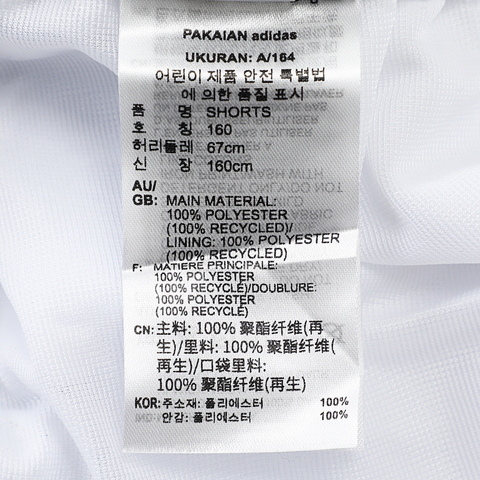 PAKAIAN adidas
UKURAN: A/164
어린이 제품 안전 특별법
에 의한 품질 표시
품 명 SHORTS
호 칭 160
허리둘레 67cm
신 장 160cm
AU/
GB: MAIN MATERIAL:
100% POLYESTER
(100% RECYCLED)/
LINING: 100% POLYESTER
(100% RECYCLED)
F: MATIERE PRINCIPALE:
100% POLYESTER
(100% RECYCLÉ)/DOUBLURE:
100% POLYESTER
(100% RECYCLÉ)
CN: 主料: 100% 聚酯纤维(再
生)/里料: 100% 聚酯纤维(
再生)/口袋里料:
100% 聚酯纤维(再生)
KOR: 주소재: 폴리에스터 100%
안감: 폴리에스터 100%